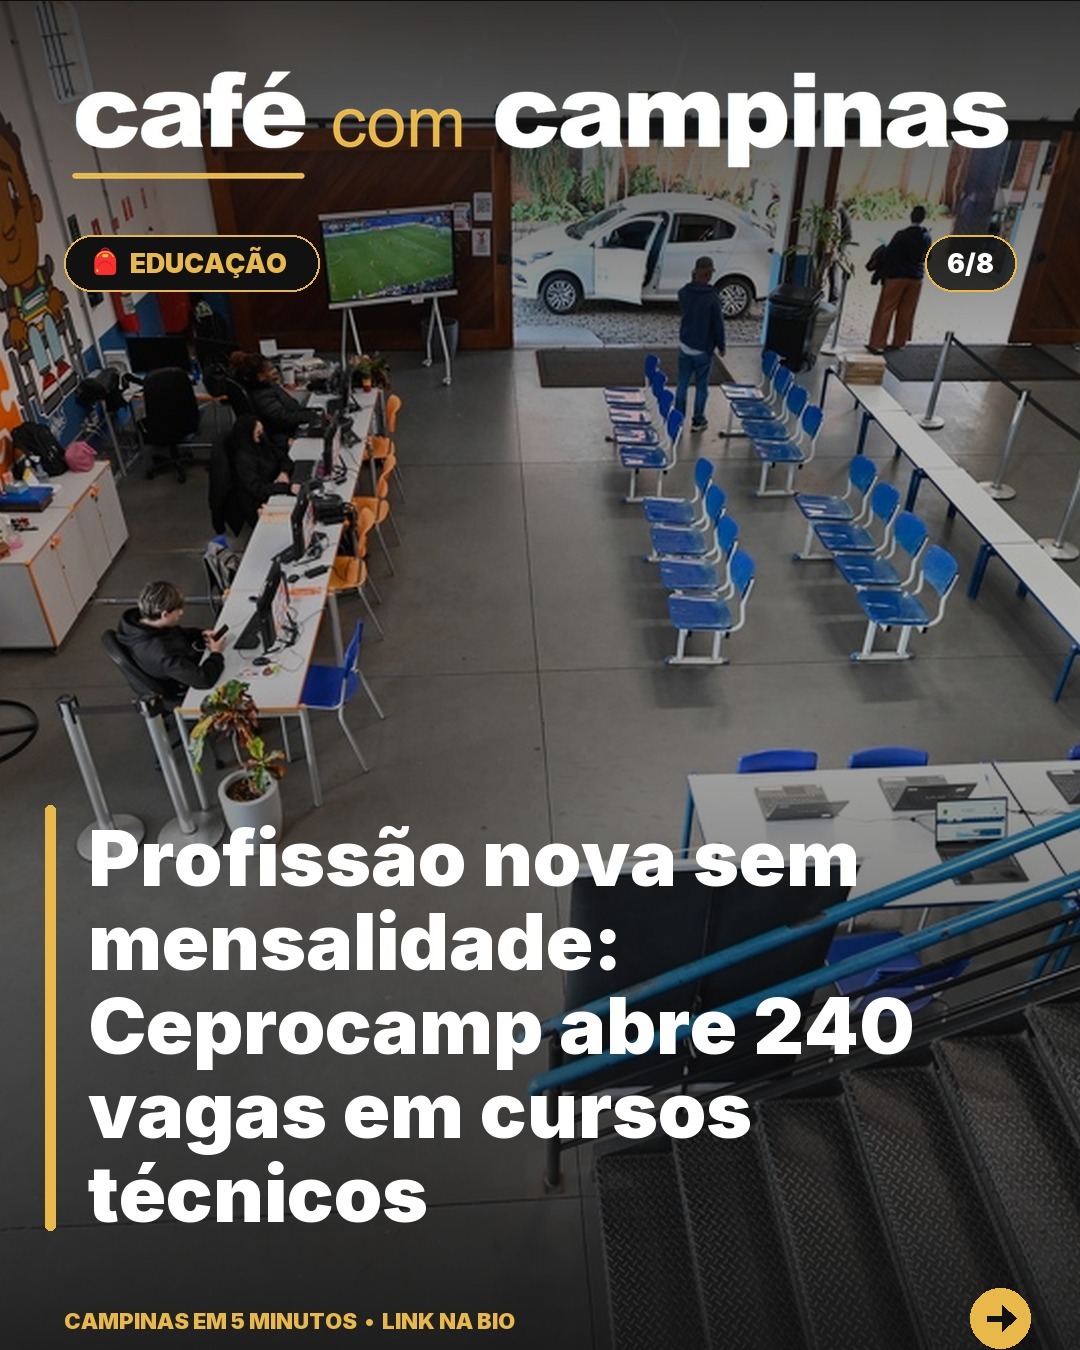 café com campinas
EDUCAÇÃO
6/8
Profissão nova sem
mensalidade:
Ceprocamp abre 240
vagas em cursos
técnicos
CAMPINAS EM 5 MINUTOS • LINK NA BIO